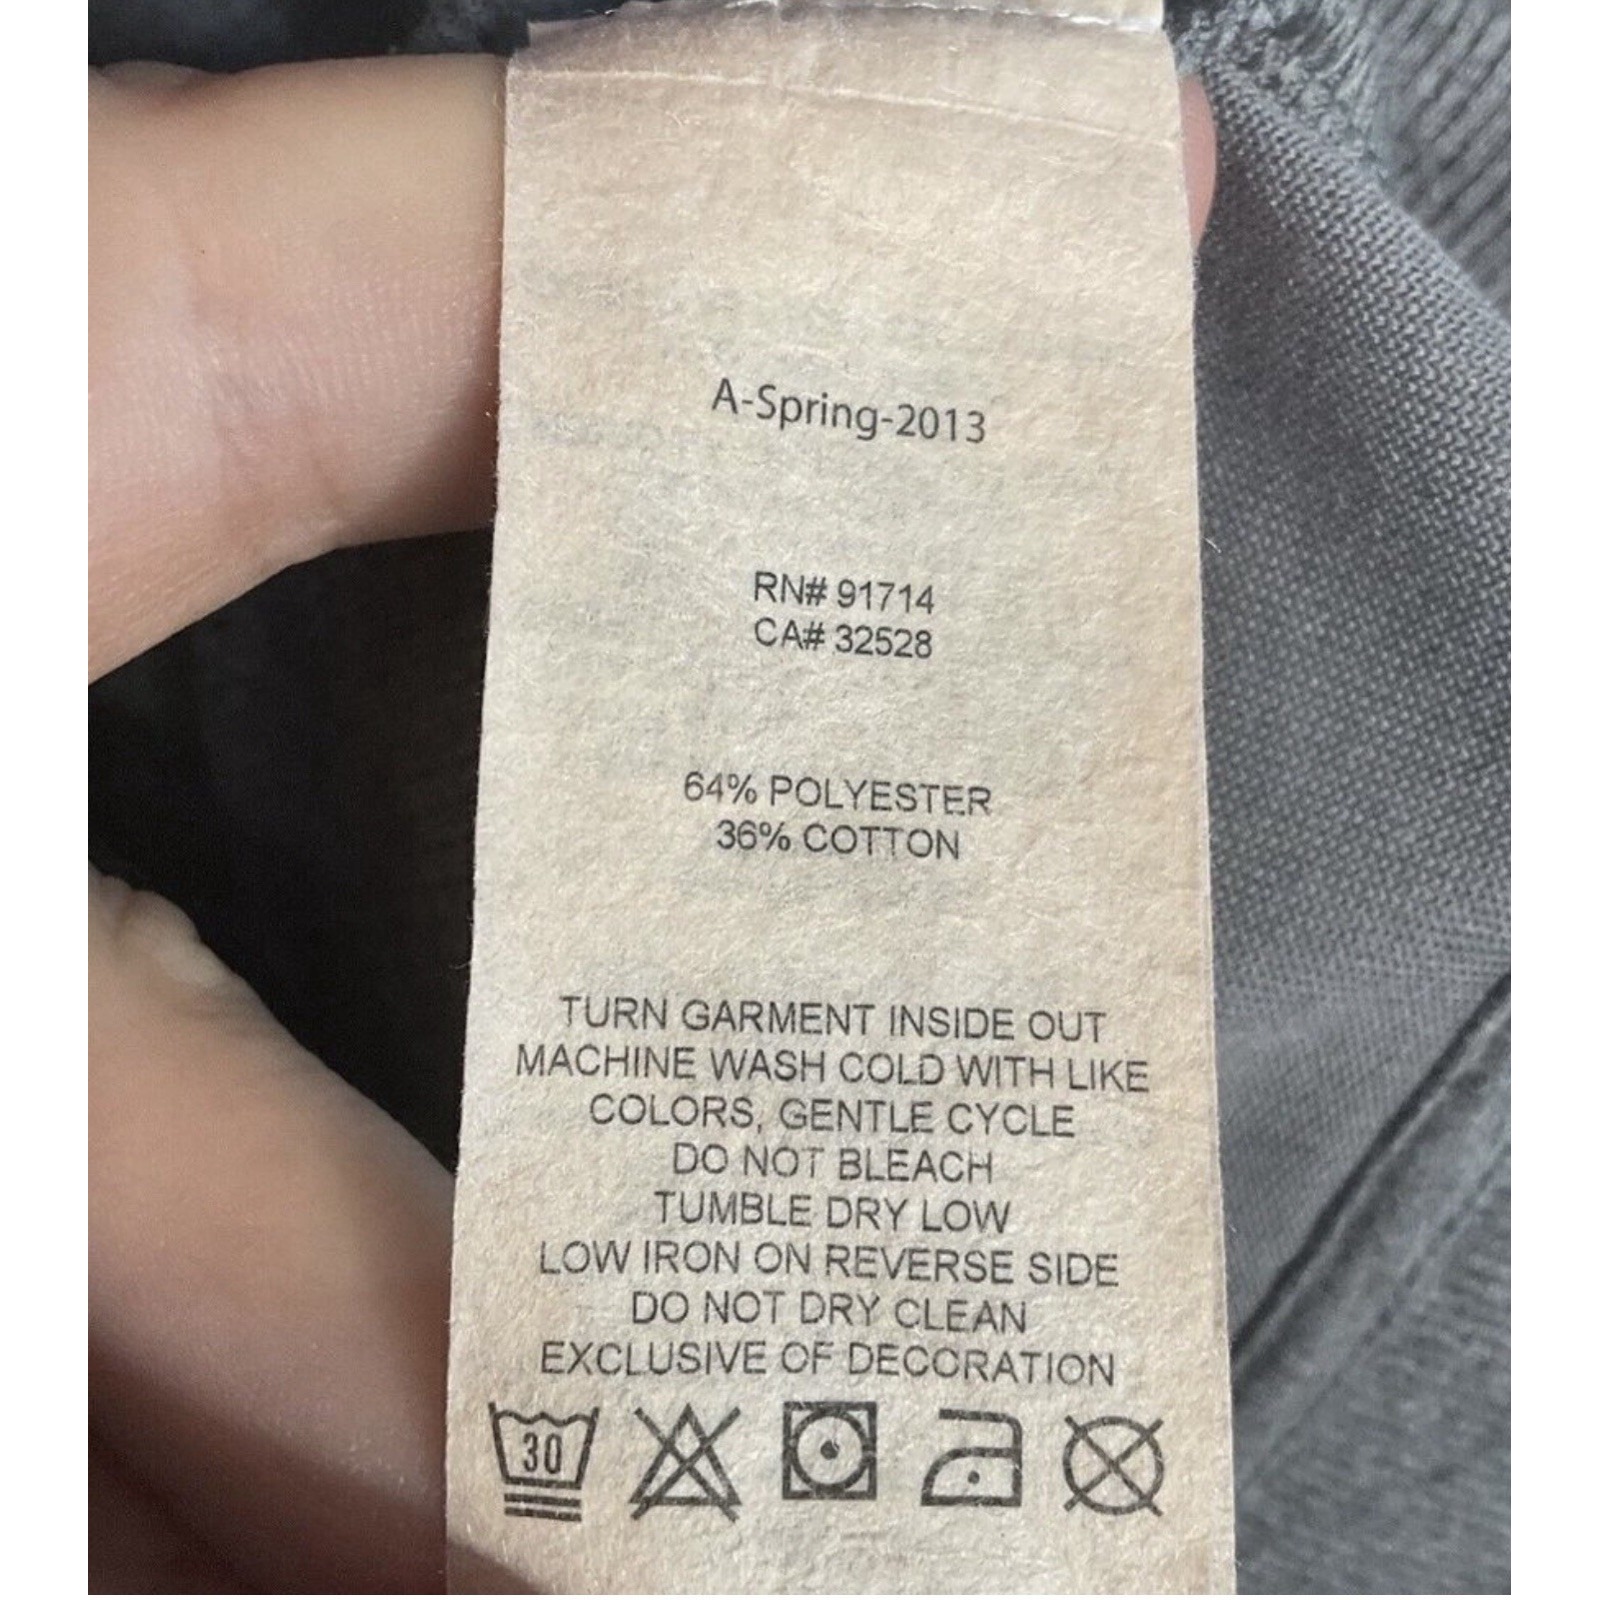 A-Spring-2013
RN# 91714
CA# 32528
64% POLYESTER
36% COTTON
TURN GARMENT INSIDE OUT
MACHINE WASH COLD WITH LIKE
COLORS, GENTLE CYCLE
DO NOT BLEACH
TUMBLE DRY LOW
LOW IRON ON REVERSE SIDE
DO NOT DRY CLEAN
EXCLUSIVE OF DECORATION
30